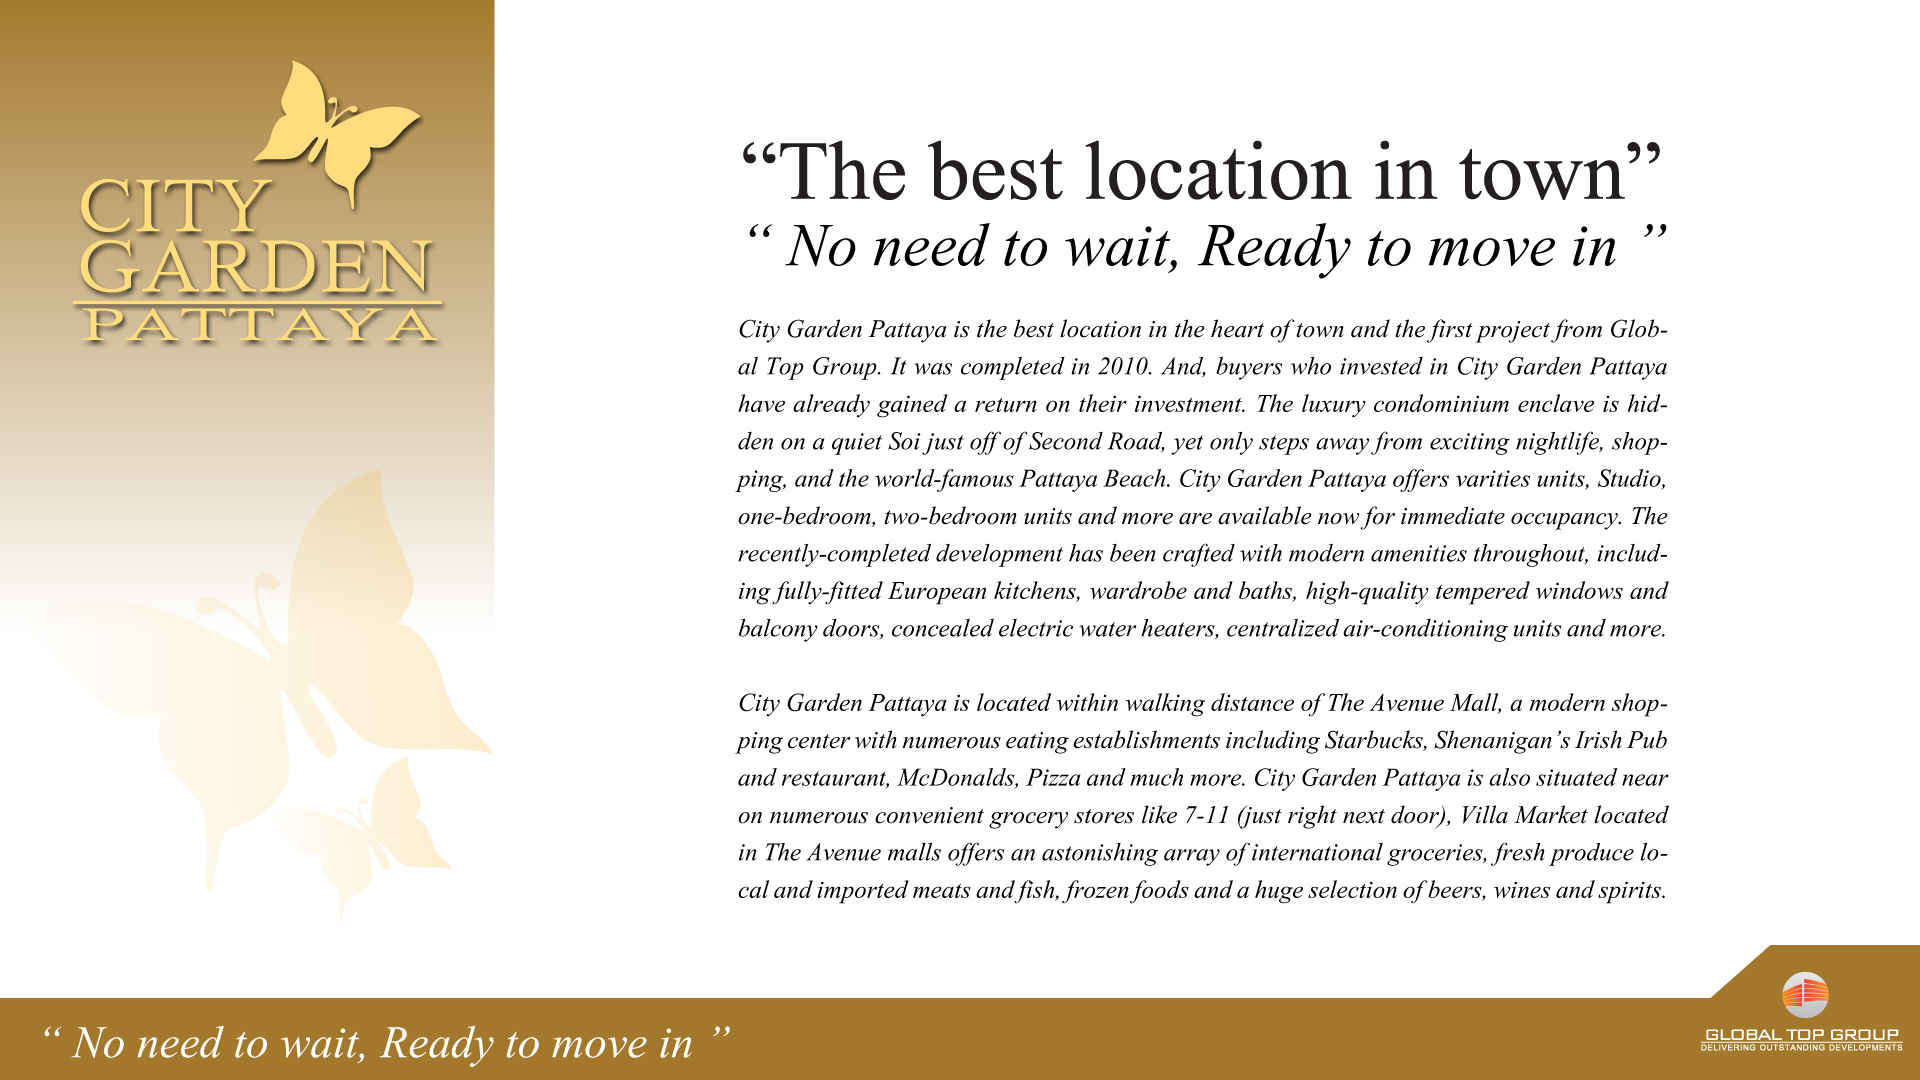 CITY
GARDEN
PATTAYA
“The best location in town”
“ No need to wait, Ready to move in ”
City Garden Pattaya is the best location in the heart of town and the first project from Glob-
al Top Group. It was completed in 2010. And, buyers who invested in City Garden Pattaya
have already gained a return on their investment. The luxury condominium enclave is hid-
den on a quiet Soi just off of Second Road, yet only steps away from exciting nightlife, shop-
ping, and the world-famous Pattaya Beach. City Garden Pattaya offers varities units, Studio,
one-bedroom, two-bedroom units and more are available now for immediate occupancy. The
recently-completed development has been crafted with modern amenities throughout, includ-
ing fully-fitted European kitchens, wardrobe and baths, high-quality tempered windows and
balcony doors, concealed electric water heaters, centralized air-conditioning units and more.
City Garden Pattaya is located within walking distance of The Avenue Mall, a modern shop-
ping center with numerous eating establishments including Starbucks, Shenanigan’s Irish Pub
and restaurant, McDonalds, Pizza and much more. City Garden Pattaya is also situated near
on numerous convenient grocery stores like 7-11 (just right next door), Villa Market located
in The Avenue malls offers an astonishing array of international groceries, fresh produce lo-
cal and imported meats and fish, frozen foods and a huge selection of beers, wines and spirits.
“ No need to wait, Ready to move in ”
GLOBAL TOP GROUP
DELIVERING OUTSTANDING DEVELOPMENTS